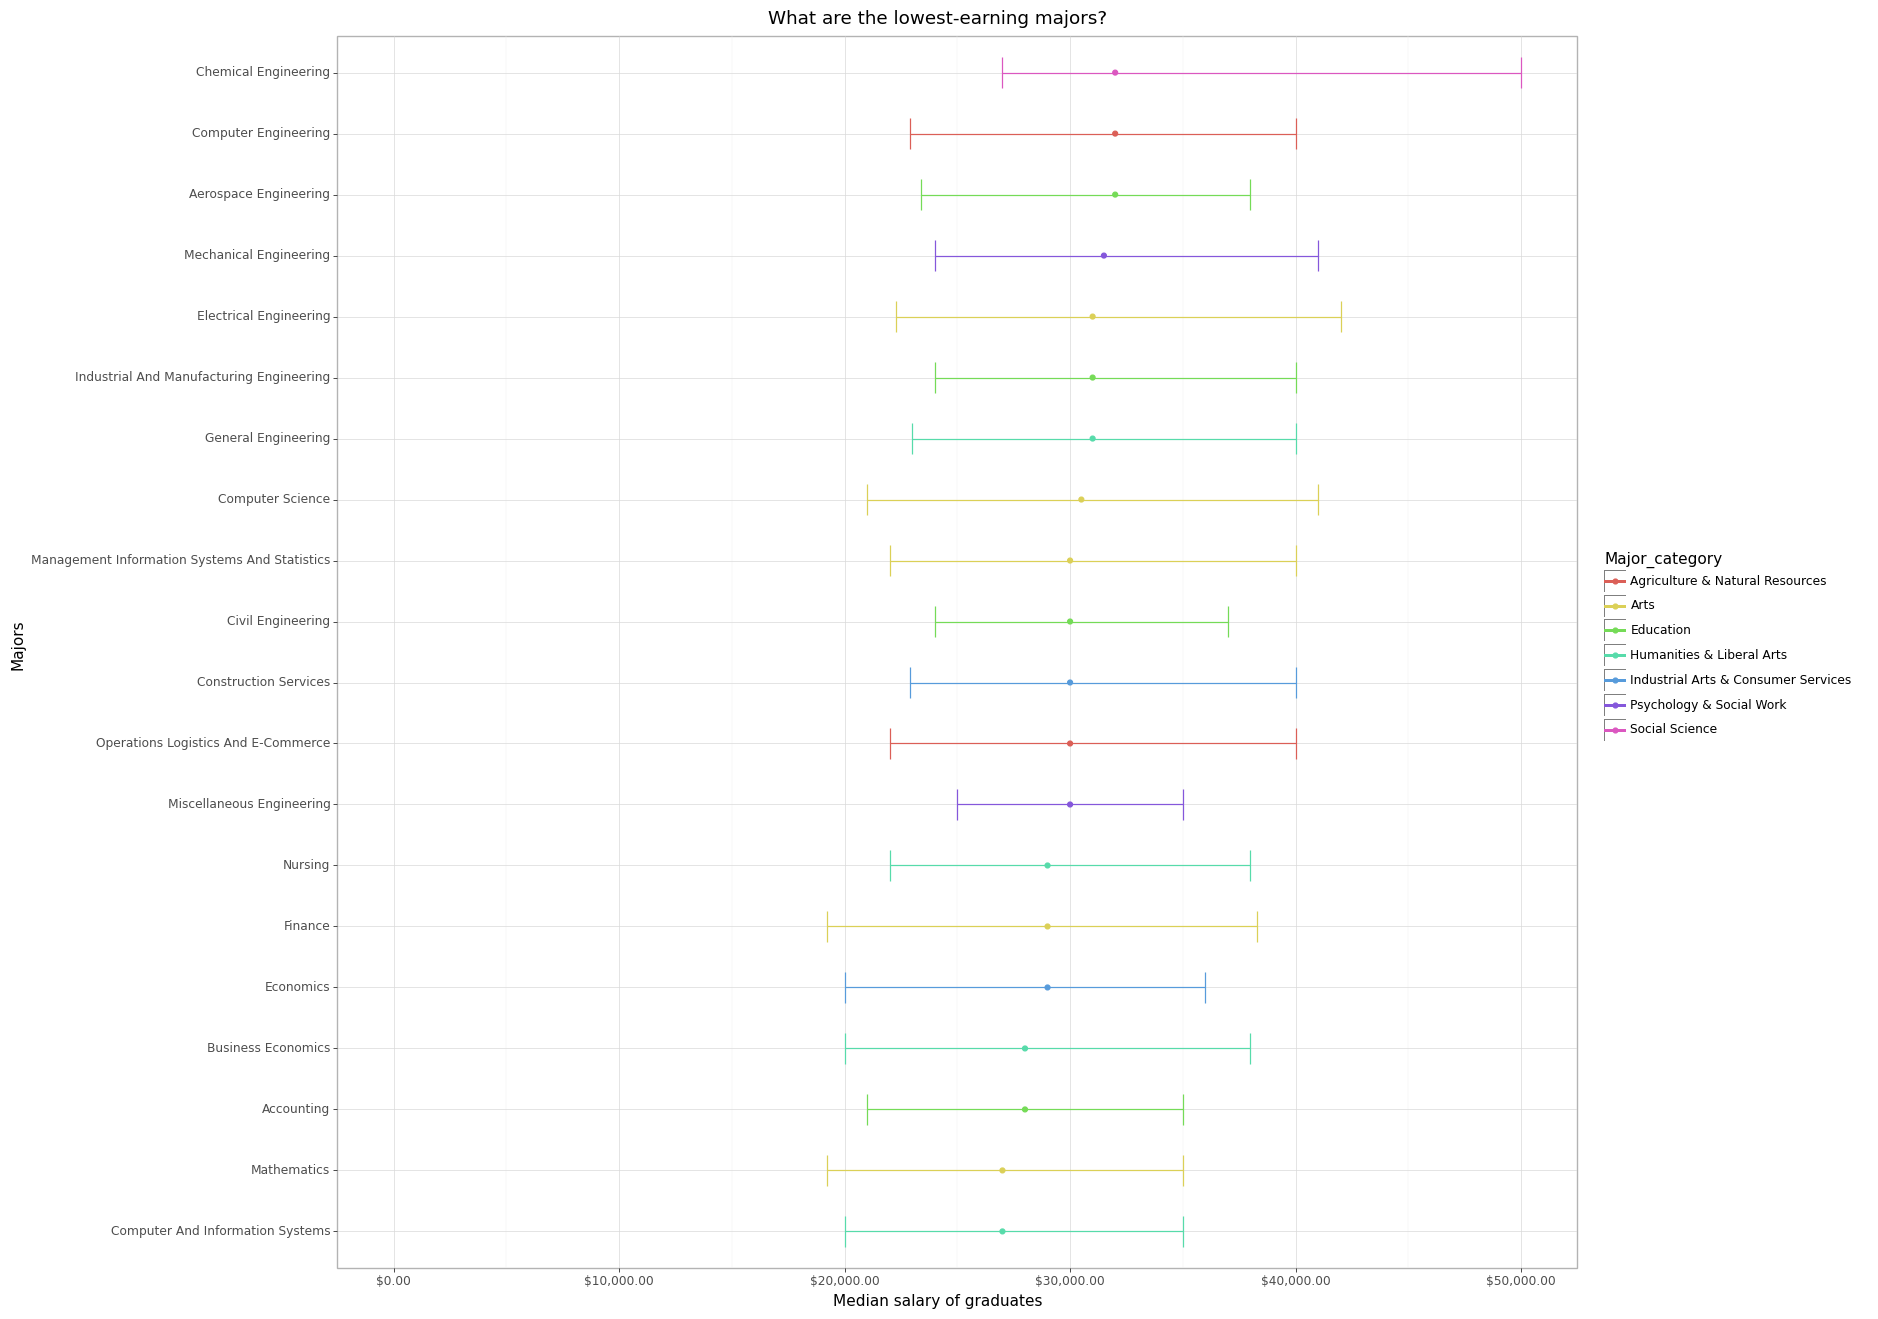 What are the lowest-earning majors?
Chemical Engineering
Computer Engineering
Aerospace Engineering
Mechanical Engineering
Electrical Engineering
Industrial And Manufacturing Engineering
General Engineering
Computer Science
Management Information Systems And Statistics
Civil Engineering
Construction Services
Operations Logistics And E-Commerce
Miscellaneous Engineering
Nursing
Finance
Economics
Business Economics
Accounting
Mathematics
Computer And Information Systems
Majors
$0.00
$10,000.00
$20,000.00
$30,000.00
$40,000.00
$50,000.00
Median salary of graduates
Major_category
Agriculture & Natural Resources
Arts
Education
Humanities & Liberal Arts
Industrial Arts & Consumer Services
Psychology & Social Work
Social Science